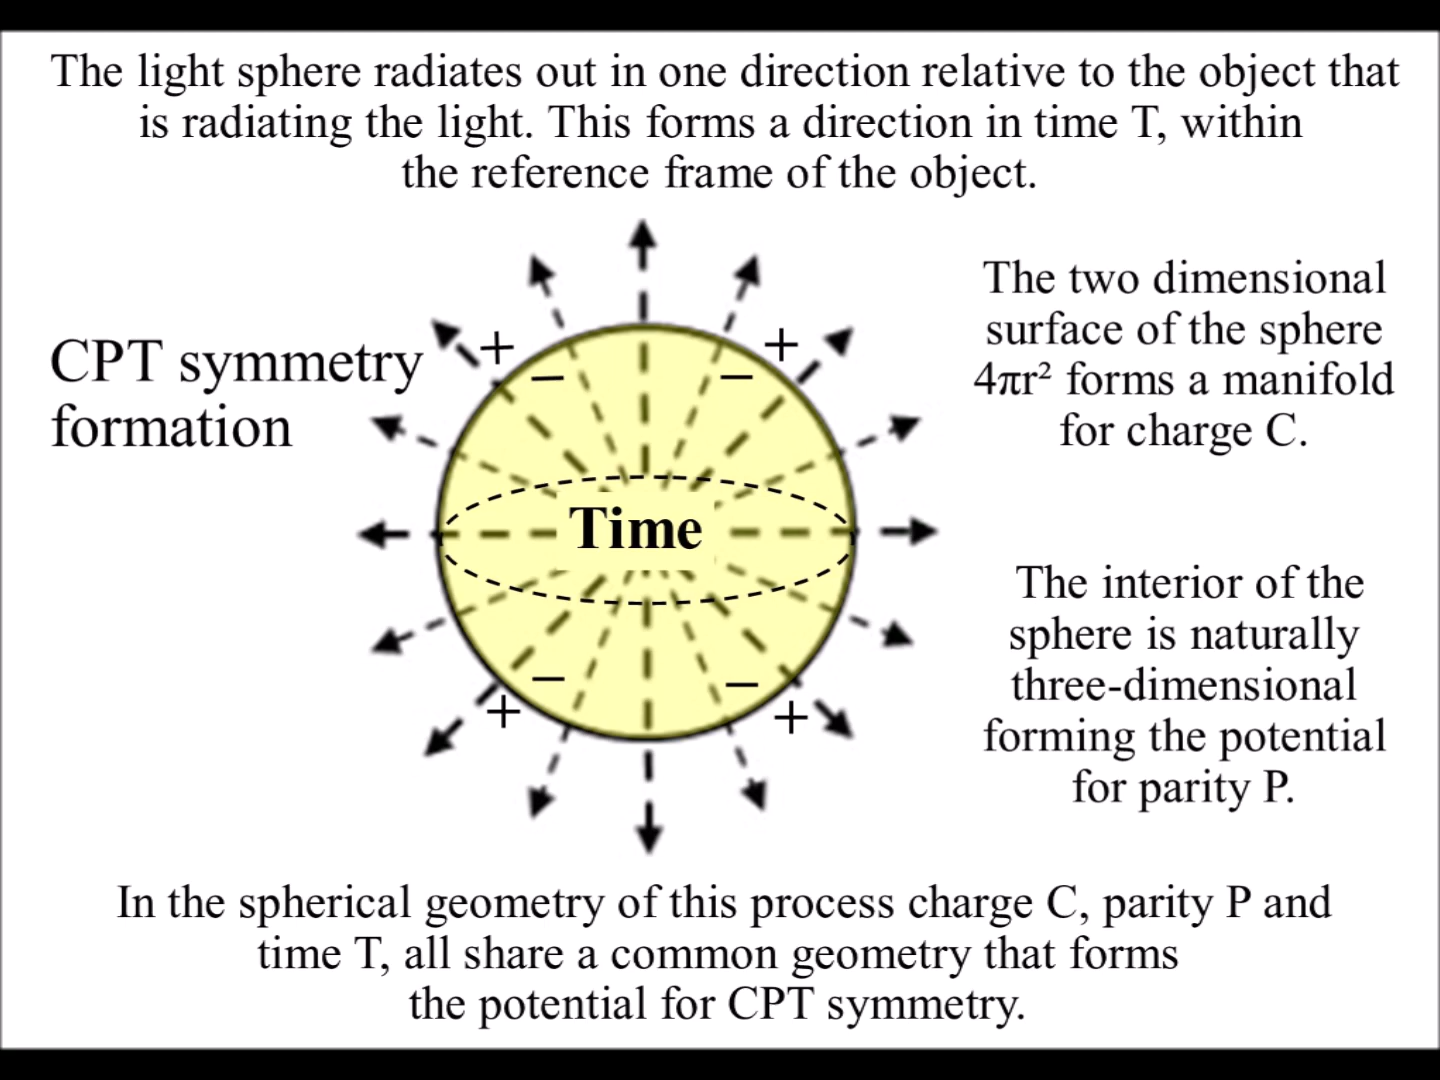 The light sphere radiates out in one direction relative to the object that
is radiating the light. This forms a direction in time T, within
the reference frame of the object.
CPT symmetry
formation
+
−
+
−
The two dimensional
surface of the sphere
4πr² forms a manifold
for charge C.
Time
The interior of the
sphere is naturally
three-dimensional
forming the potential
for parity P.
−
+
−
+
In the spherical geometry of this process charge C, parity P and
time T, all share a common geometry that forms
the potential for CPT symmetry.